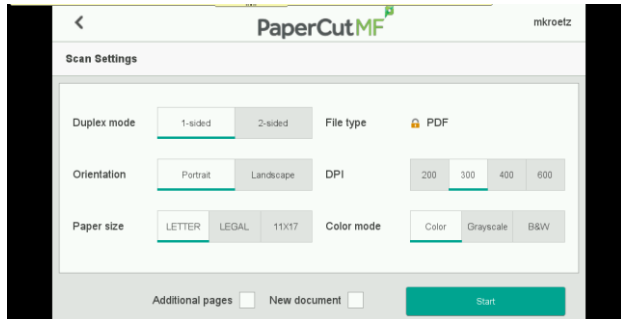 PaperCutMF
mkroetz
Scan Settings
Duplex mode 1-sided 2-sided File type PDF
Orientation Portrait Landscape DPI 200 300 400 600
Paper size LETTER LEGAL 11X17 Color mode Color Grayscale B&W
Additional pages New document Start